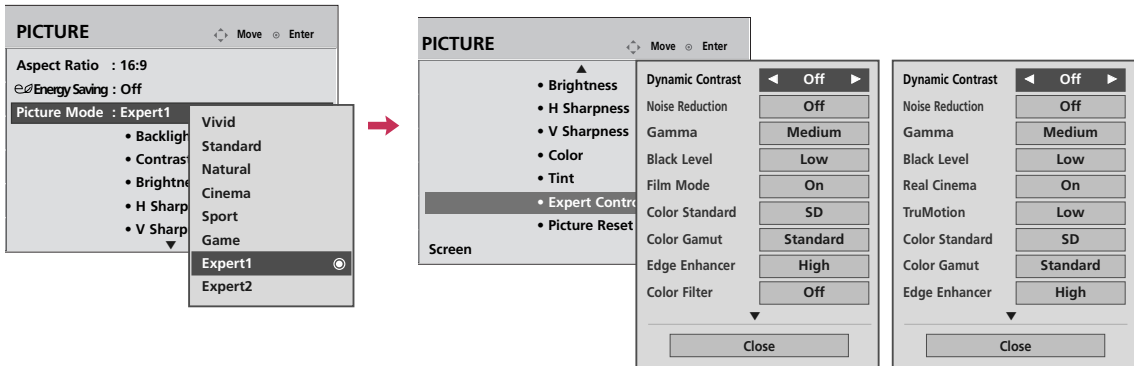 PICTURE Move Enter
Aspect Ratio : 16:9
Energy Saving : Off
Picture Mode : Expert1
• Backligh
• Contras
• Brightne
• H Sharp
• V Sharp
Vivid
Standard
Natural
Cinema
Sport
Game
Expert1
Expert2
PICTURE Move Enter
• Brightness
• H Sharpness
• V Sharpness
• Color
• Tint
• Expert Contro
• Picture Reset
Screen
Dynamic Contrast Off
Noise Reduction Off
Gamma Medium
Black Level Low
Film Mode On
Color Standard SD
Color Gamut Standard
Edge Enhancer High
Color Filter Off
Close
Dynamic Contrast Off
Noise Reduction Off
Gamma Medium
Black Level Low
Real Cinema On
TruMotion Low
Color Standard SD
Color Gamut Standard
Edge Enhancer High
Close